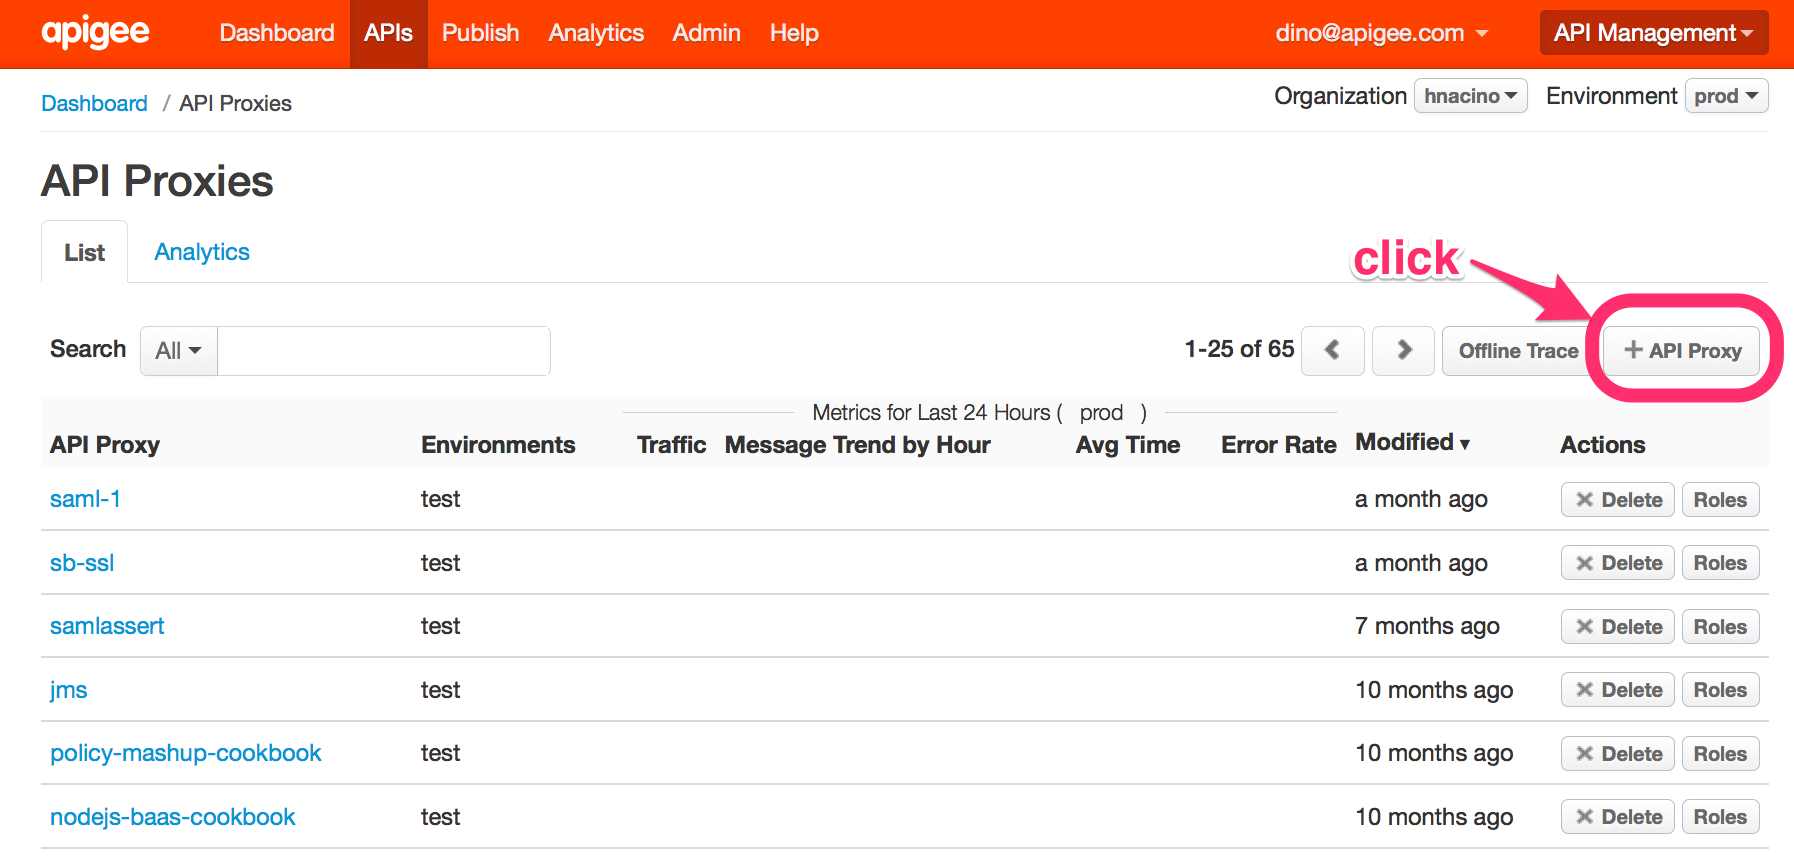 apigee Dashboard APIs Publish Analytics Admin Help dino@apigee.com API Management
Dashboard / API Proxies Organization hnacino Environment prod
API Proxies
List Analytics
click
Search All 1-25 of 65 Offline Trace + API Proxy
Metrics for Last 24 Hours ( prod )
API Proxy Environments Traffic Message Trend by Hour Avg Time Error Rate Modified ▾ Actions
saml-1 test a month ago × Delete Roles
sb-ssl test a month ago × Delete Roles
samlassert test 7 months ago × Delete Roles
jms test 10 months ago × Delete Roles
policy-mashup-cookbook test 10 months ago × Delete Roles
nodejs-baas-cookbook test 10 months ago × Delete Roles